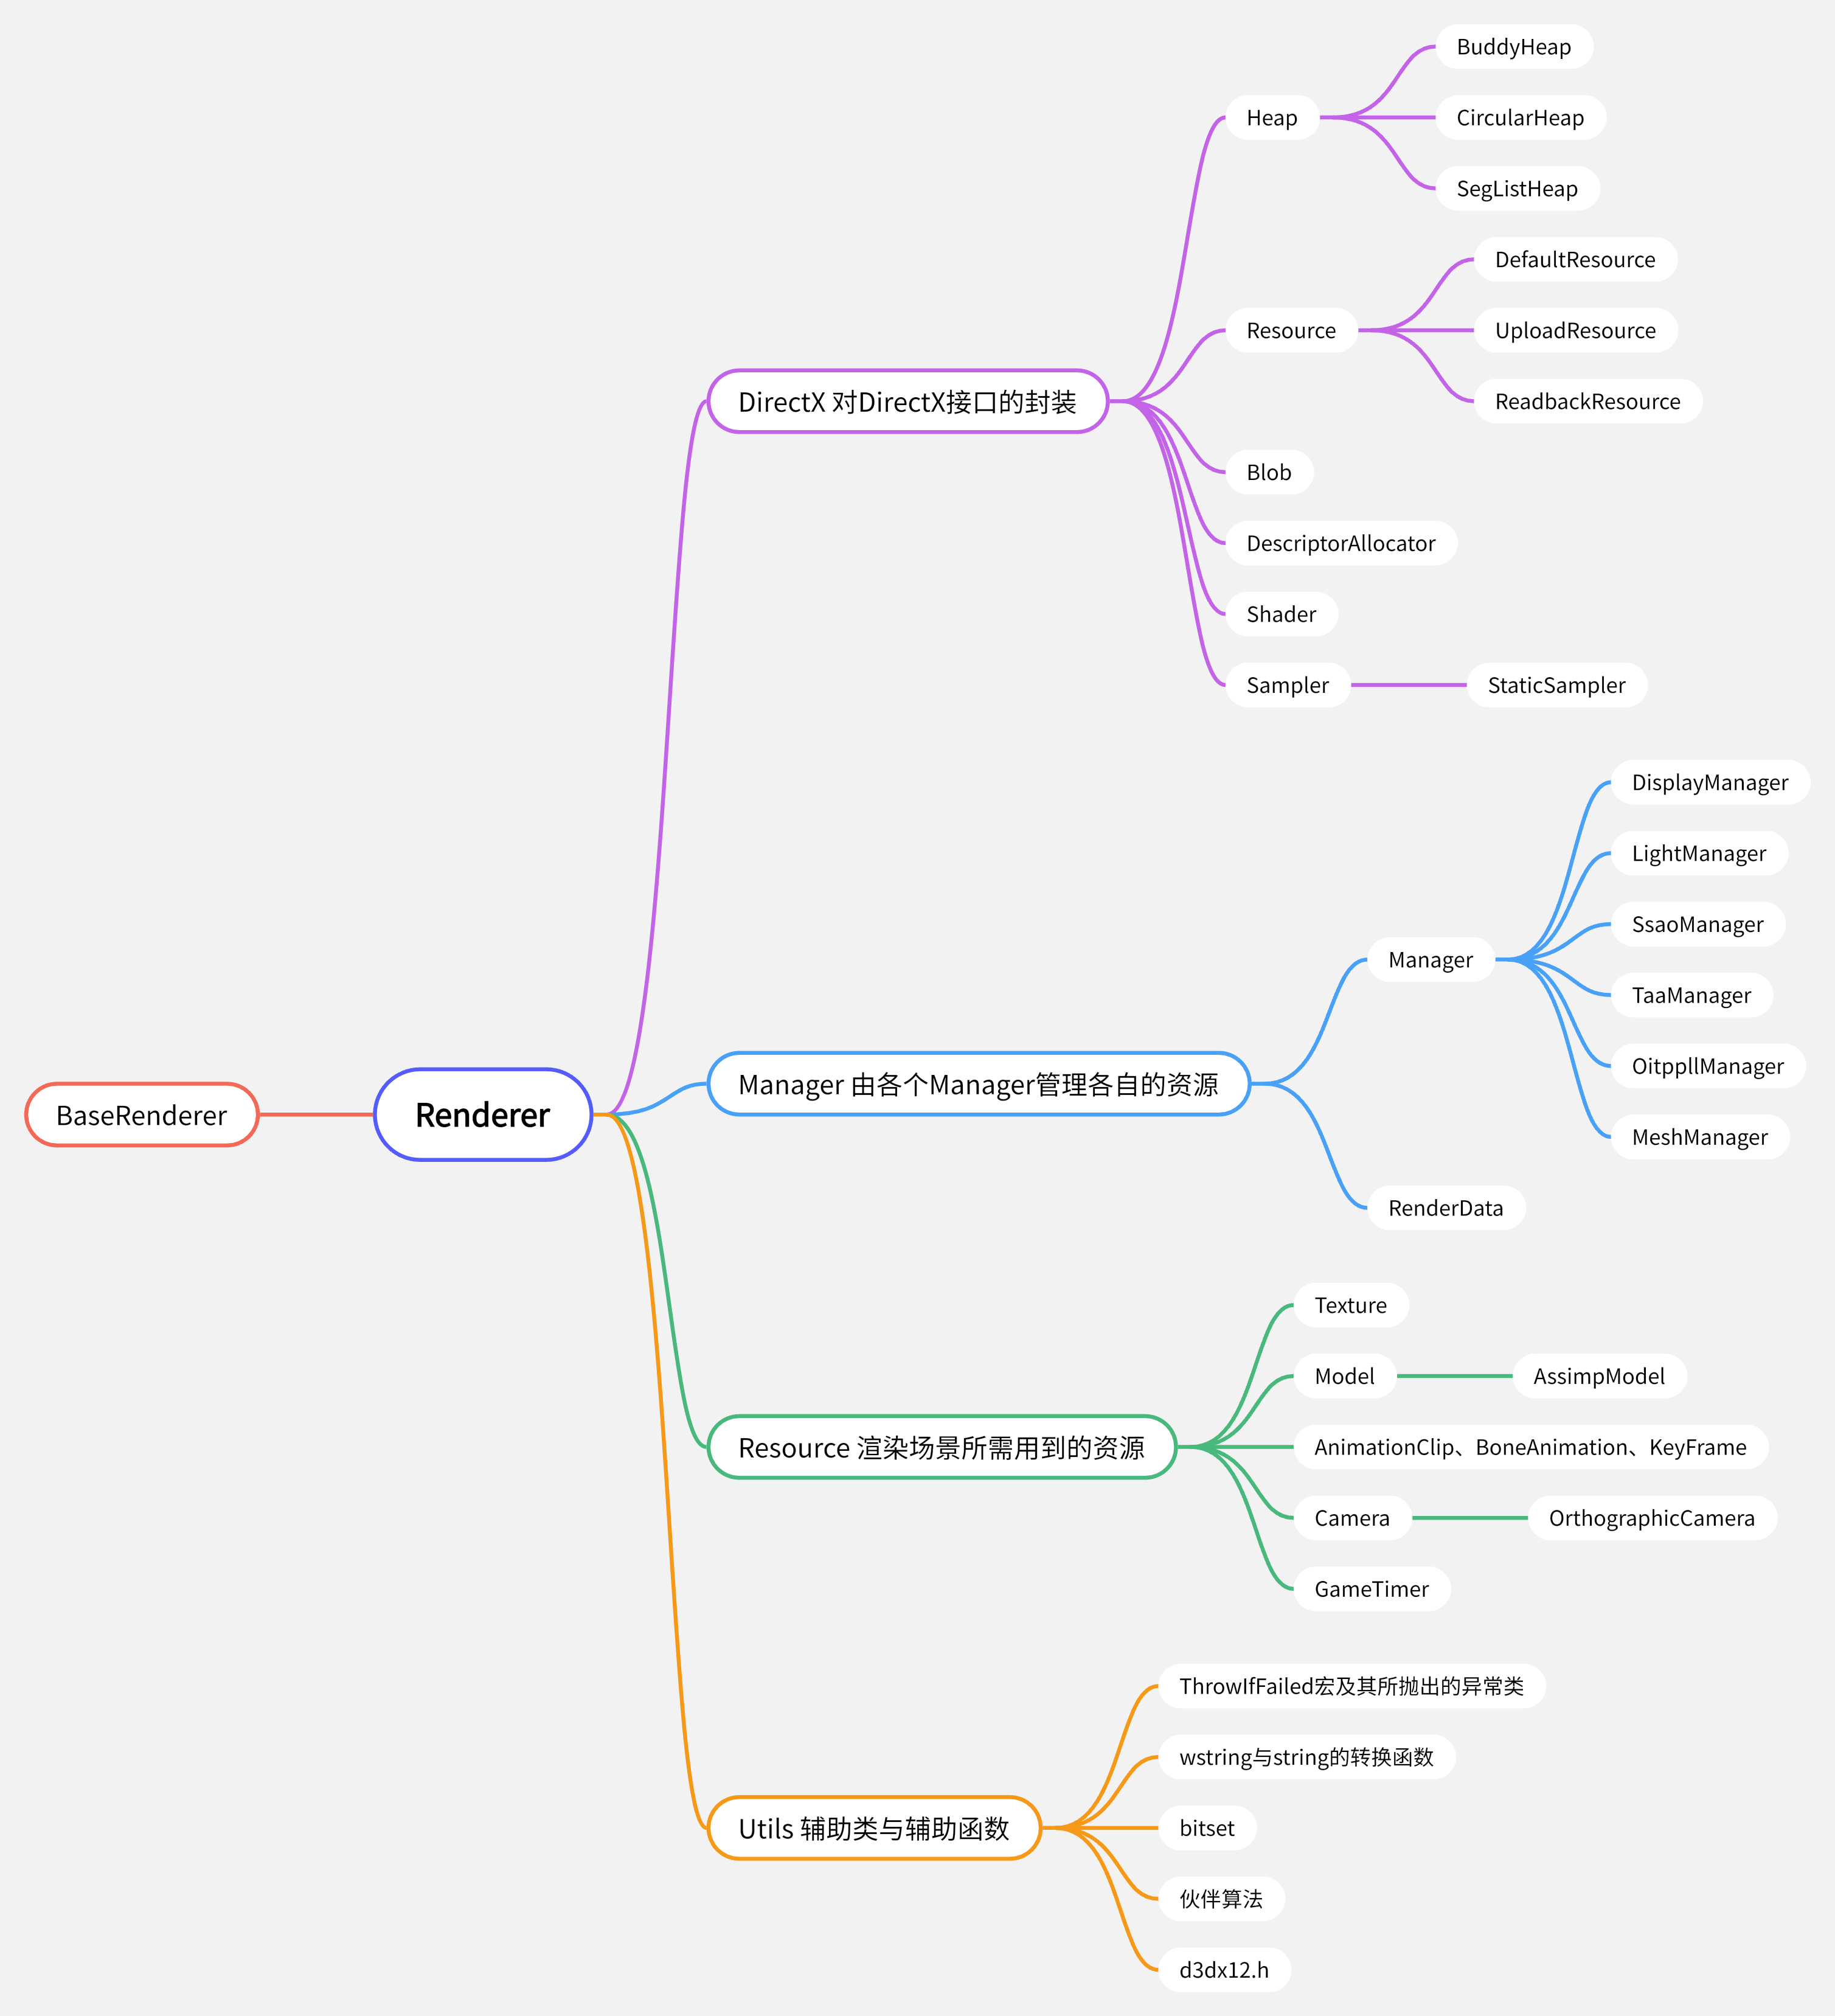 BaseRenderer
Renderer
DirectX 对DirectX接口的封装
Heap
BuddyHeap
CircularHeap
SegListHeap
Resource
DefaultResource
UploadResource
ReadbackResource
Blob
DescriptorAllocator
Shader
Sampler
StaticSampler
Manager 由各个Manager管理各自的资源
Manager
DisplayManager
LightManager
SsaoManager
TaaManager
OitppllManager
MeshManager
RenderData
Resource 渲染场景所需用到的资源
Texture
Model
AssimpModel
AnimationClip、BoneAnimation、KeyFrame
Camera
OrthographicCamera
GameTimer
Utils 辅助类与辅助函数
ThrowIfFailed宏及其所抛出的异常类
wstring与string的转换函数
bitset
伙伴算法
d3dx12.h